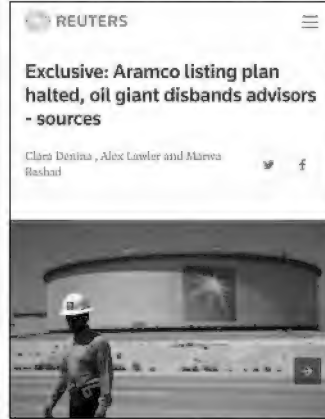 REUTERS
Exclusive: Aramco listing plan
halted, oil giant disbands advisors
- sources
Clara Denina , Alex Lawler and Marwa
Rashad